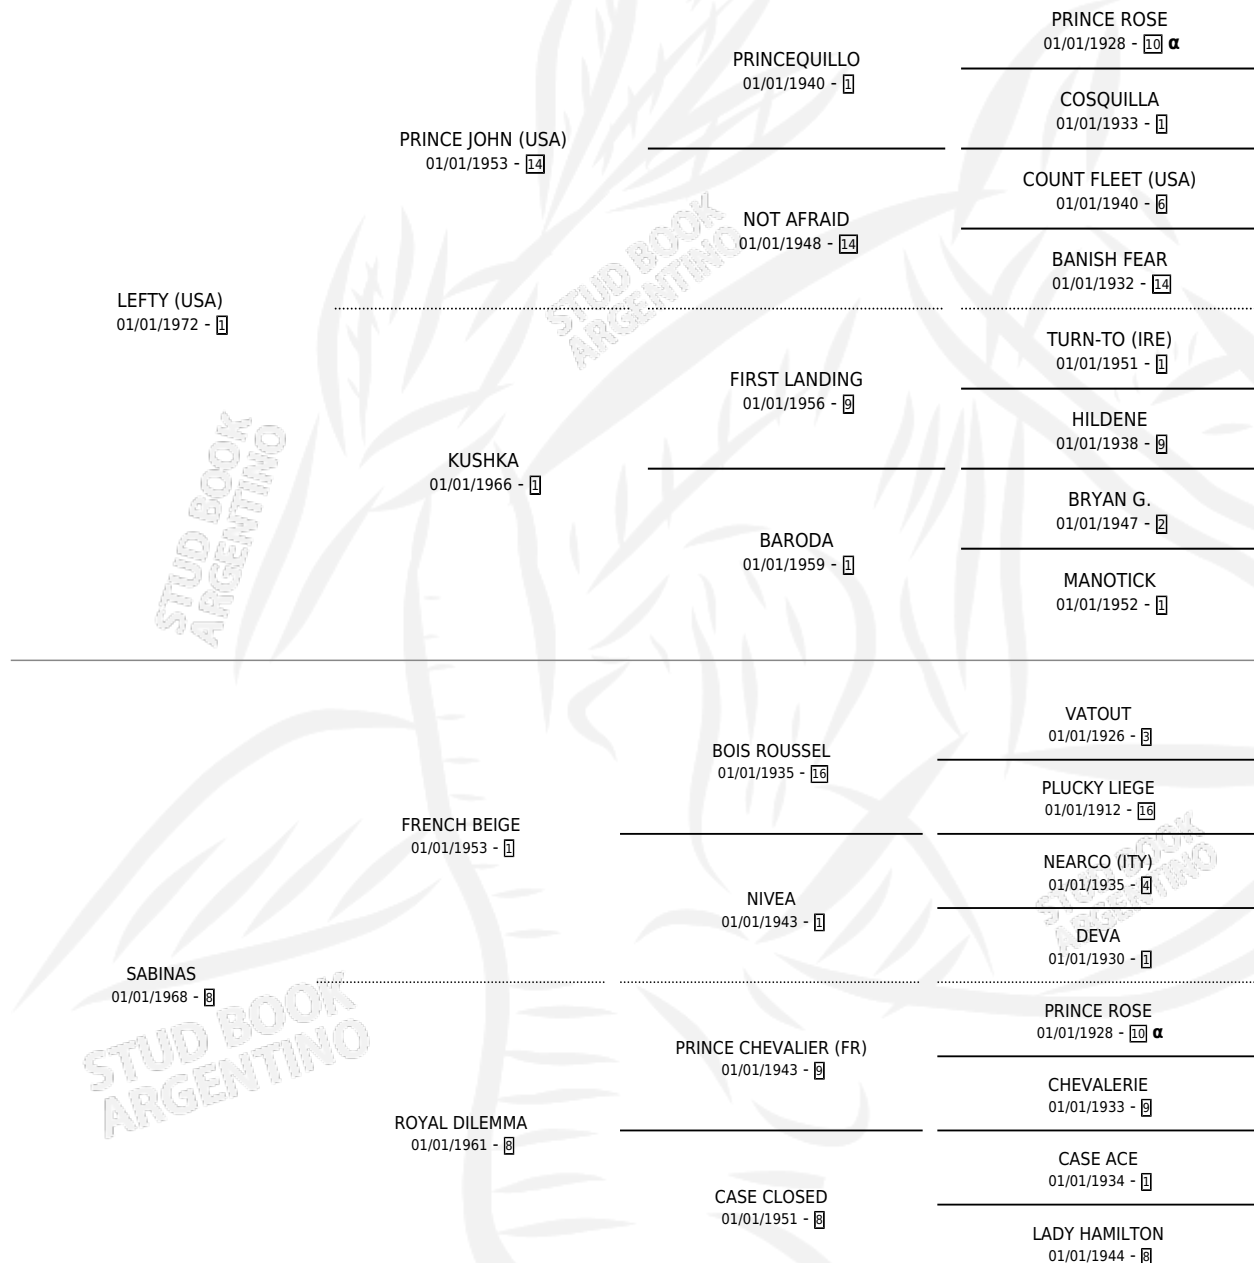 PRINCE ROSE
01/01/1928 - 10 α
PRINCEQUILLO
01/01/1940 - 1
COSQUILLA
01/01/1933 - 1
PRINCE JOHN (USA)
01/01/1953 - 14
COUNT FLEET (USA)
01/01/1940 - 6
NOT AFRAID
01/01/1948 - 14
BANISH FEAR
01/01/1932 - 14
LEFTY (USA)
01/01/1972 - 1
STUD BOOK
ARGENTINO
TURN-TO (IRE)
01/01/1951 - 1
FIRST LANDING
01/01/1956 - 9
HILDENE
01/01/1938 - 9
KUSHKA
01/01/1966 - 1
BRYAN G.
01/01/1947 - 2
STUD BOOK
ARGENTINO
BARODA
01/01/1959 - 1
MANOTICK
01/01/1952 - 1
VATOUT
01/01/1926 - 3
BOIS ROUSSEL
01/01/1935 - 16
PLUCKY LIEGE
01/01/1912 - 16
FRENCH BEIGE
01/01/1953 - 1
NEARCO (ITY)
01/01/1935 - 4
STUD BOOK
ARGENTINO
NIVEA
01/01/1943 - 1
DEVA
01/01/1930 - 1
SABINAS
01/01/1968 - 8
STUD BOOK
ARGENTINO
PRINCE ROSE
01/01/1928 - 10 α
PRINCE CHEVALIER (FR)
01/01/1943 - 9
CHEVALERIE
01/01/1933 - 9
ROYAL DILEMMA
01/01/1961 - 8
CASE ACE
01/01/1934 - 1
CASE CLOSED
01/01/1951 - 8
LADY HAMILTON
01/01/1944 - 8